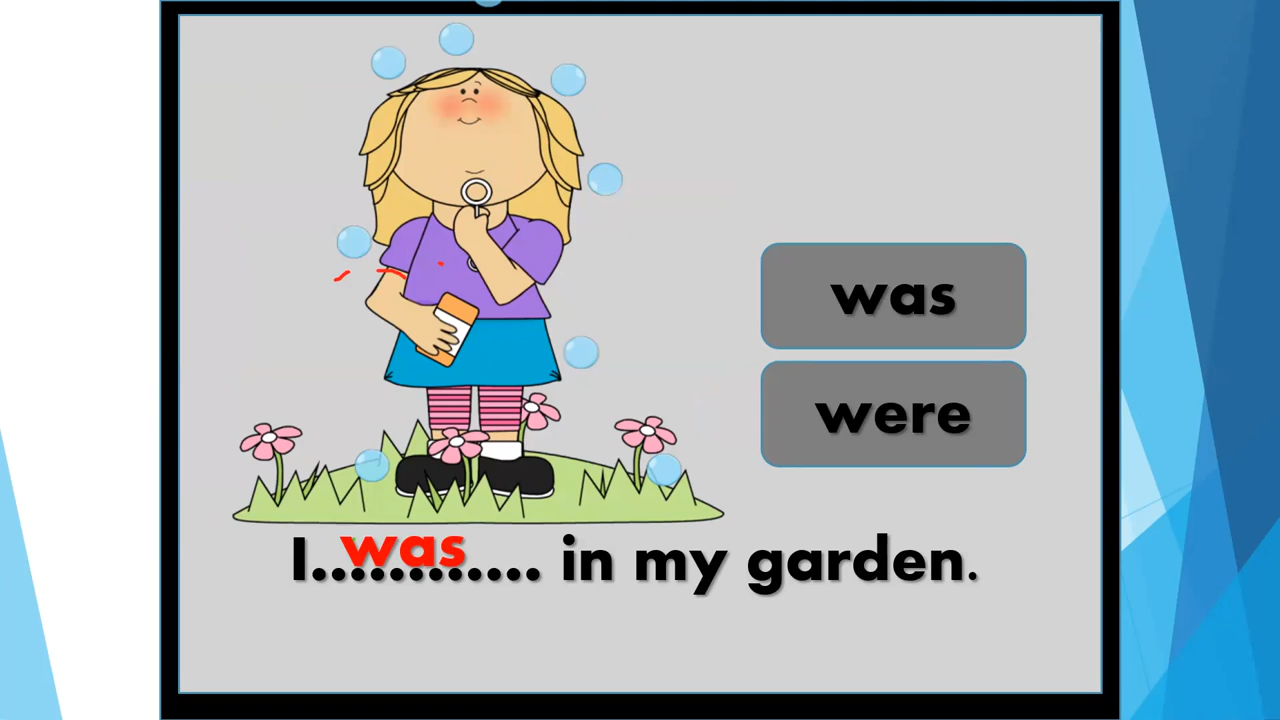 was
were
I............ in my garden.
was